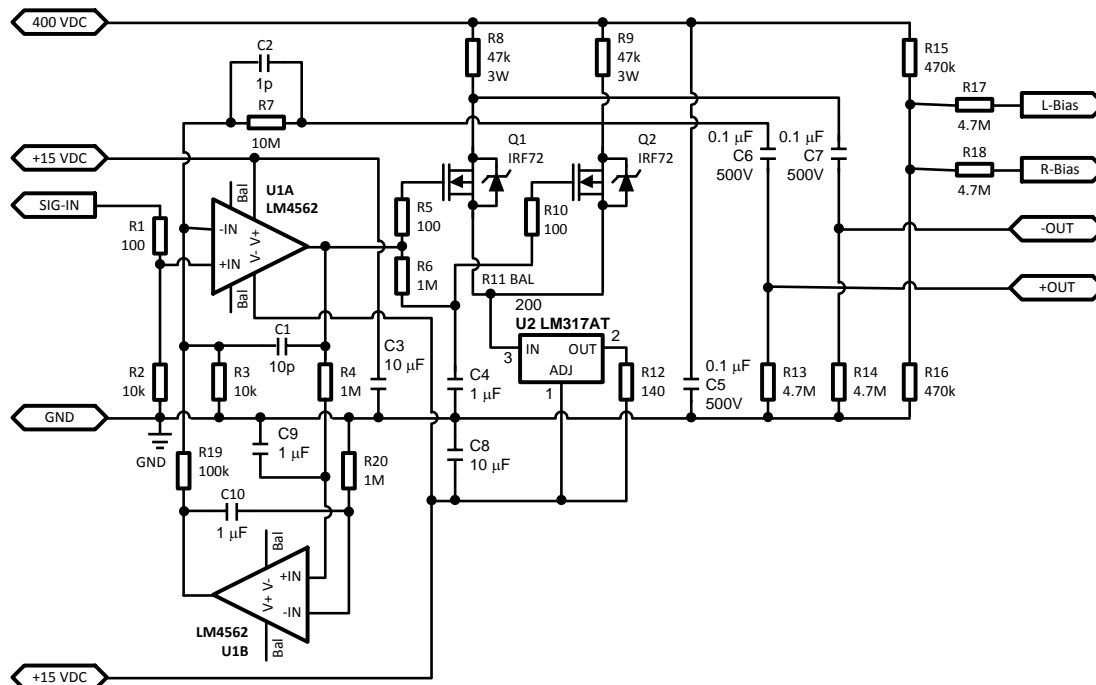 400 VDC
C2
1p
R7
10M
R8
47k
3W
R9
47k
3W
R15
470k
R17
4.7M
L-Bias
R18
4.7M
R-Bias
+15 VDC
Q1
IRF72
Q2
IRF72
0.1 µF
C6
500V
0.1 µF
C7
500V
SIG-IN
Bal
U1A
LM4562
R1
100
-IN
+IN
V+
V-
Bal
R5
100
R6
1M
R10
100
-OUT
+OUT
R11 BAL
200
U2 LM317AT
IN
OUT
ADJ
3
2
1
C1
10p
R2
10k
R3
10k
R4
1M
C3
10 µF
C4
1 µF
R12
140
0.1 µF
C5
500V
R13
4.7M
R14
4.7M
R16
470k
GND
GND
C9
1 µF
C8
10 µF
R19
100k
R20
1M
C10
1 µF
Bal
V-
V+
+IN
-IN
Bal
LM4562
U1B
+15 VDC